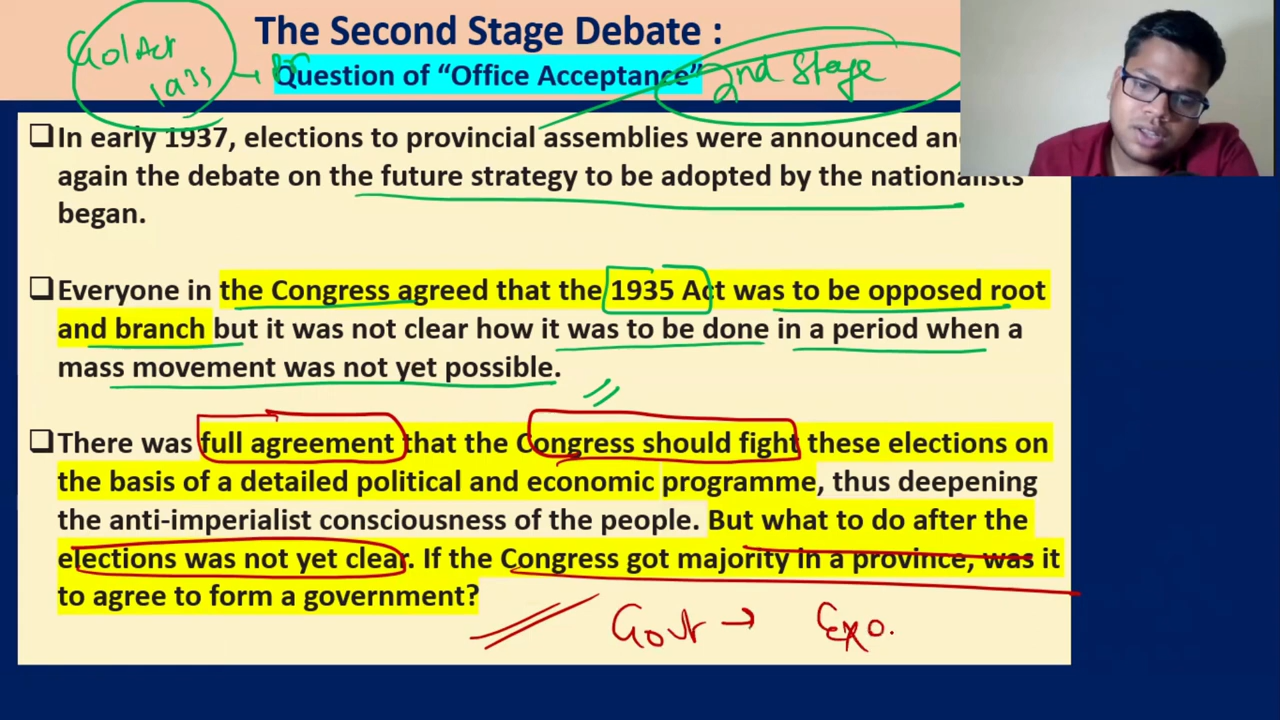 The Second Stage Debate :
Question of “Office Acceptance”
GoI Act
1935 →
2nd Stage
❑In early 1937, elections to provincial assemblies were announced and
again the debate on the future strategy to be adopted by the nationalists
began.
❑Everyone in the Congress agreed that the 1935 Act was to be opposed root
and branch but it was not clear how it was to be done in a period when a
mass movement was not yet possible.
❑There was full agreement that the Congress should fight these elections on
the basis of a detailed political and economic programme, thus deepening
the anti-imperialist consciousness of the people. But what to do after the
elections was not yet clear. If the Congress got majority in a province, was it
to agree to form a government?
Govt →